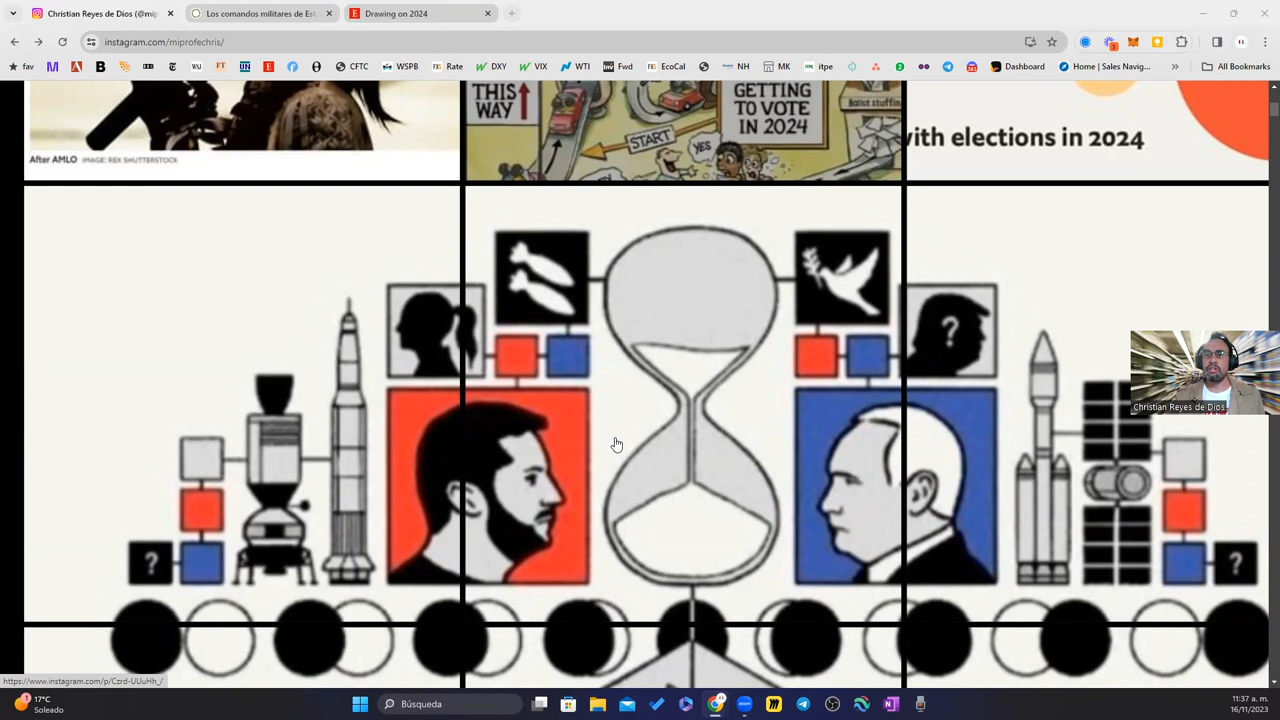 Christian Reyes de Dios (@mip
Los comandos militares de Est
Drawing on 2024
instagram.com/miprofechris/
fav
CFTC
WSPB
Rate
DXY
VIX
WTI
Fwd
EcoCal
NH
MK
itpe
Dashboard
Home | Sales Navig...
All Bookmarks
THIS
WAY
START
YES
GETTING
TO VOTE
IN 2024
Ballot stuffin
with elections in 2024
After AMLO IMAGE: REX SHUTTERSTOCK
?
Christian Reyes de Dios
?
?
https://www.instagram.com/p/Czrd-UUuHh_/
17°C
Soleado
Búsqueda
11:37 a. m.
16/11/2023